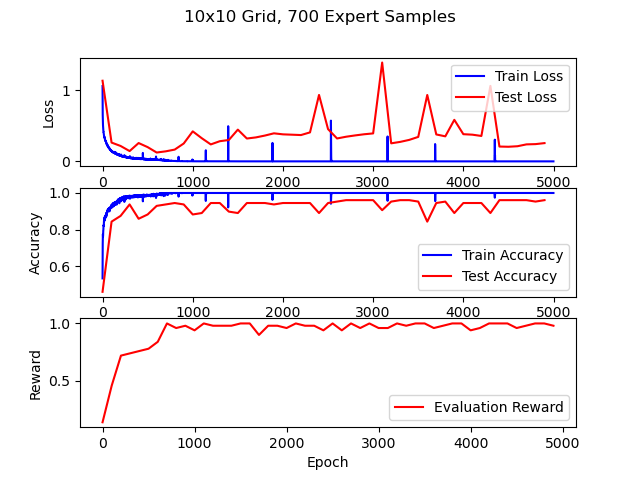 10x10 Grid, 700 Expert Samples
Loss
1
0
Train Loss
Test Loss
0 1000 2000 3000 4000 5000
Accuracy
1.0
0.8
0.6
Train Accuracy
Test Accuracy
0 1000 2000 3000 4000 5000
Reward
1.0
0.5
Evaluation Reward
0 1000 2000 3000 4000 5000
Epoch